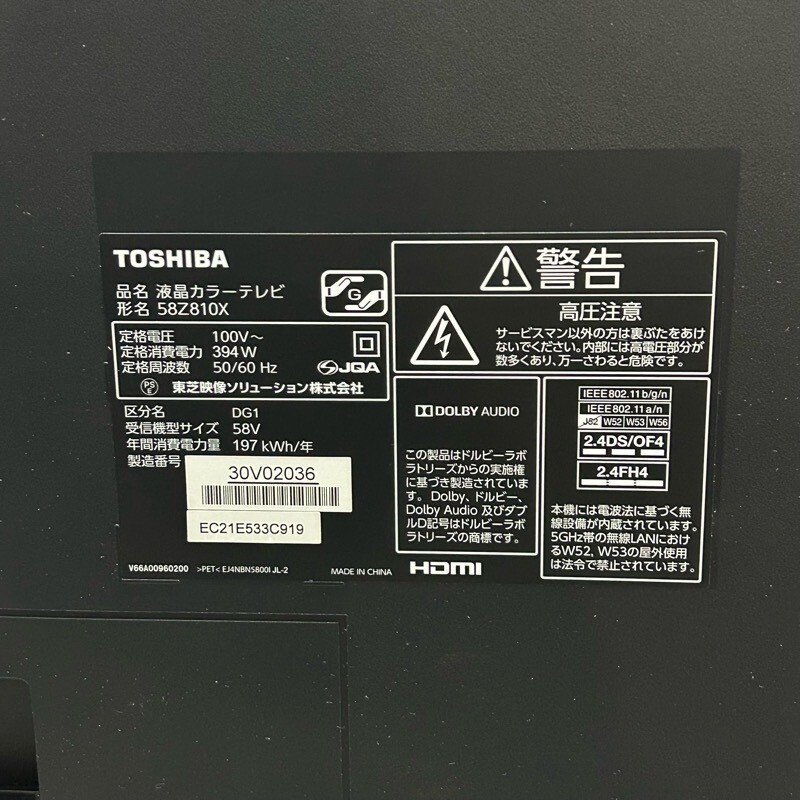 TOSHIBA
品名 液晶カラーテレビ
形名 58Z810X
G
定格電圧 100V～
定格消費電力 394W
定格周波数 50/60 Hz
JQA
PS
E
東芝映像ソリューション株式会社
区分名 DG1
受信機型サイズ 58V
年間消費電力量 197 kWh/年
製造番号
30V02036
EC21E533C919
V66A00960200 >PET< EJ4NBN5800I JL-2 MADE IN CHINA
警告
高圧注意
サービスマン以外の方は裏ぶたをあけ
ないでください。内部には高電圧部分が
数多くあり、万一さわると危険です。
DOLBY AUDIO
この製品はドルビーラボ
ラトリーズからの実施権
に基づき製造されていま
す。Dolby、ドルビー、
Dolby Audio 及びダブ
ルD記号はドルビーラボ
ラトリーズの商標です。
HDMI
IEEE802.11b/g/n
IEEE802.11a/n
J52 W52 W53 W56
2.4DS/OF4
2.4FH4
本機には電波法に基づく無
線設備が内蔵されています。
5GHz帯の無線LANにおけ
るW52，W53の屋外使用
は法令で禁止されています。